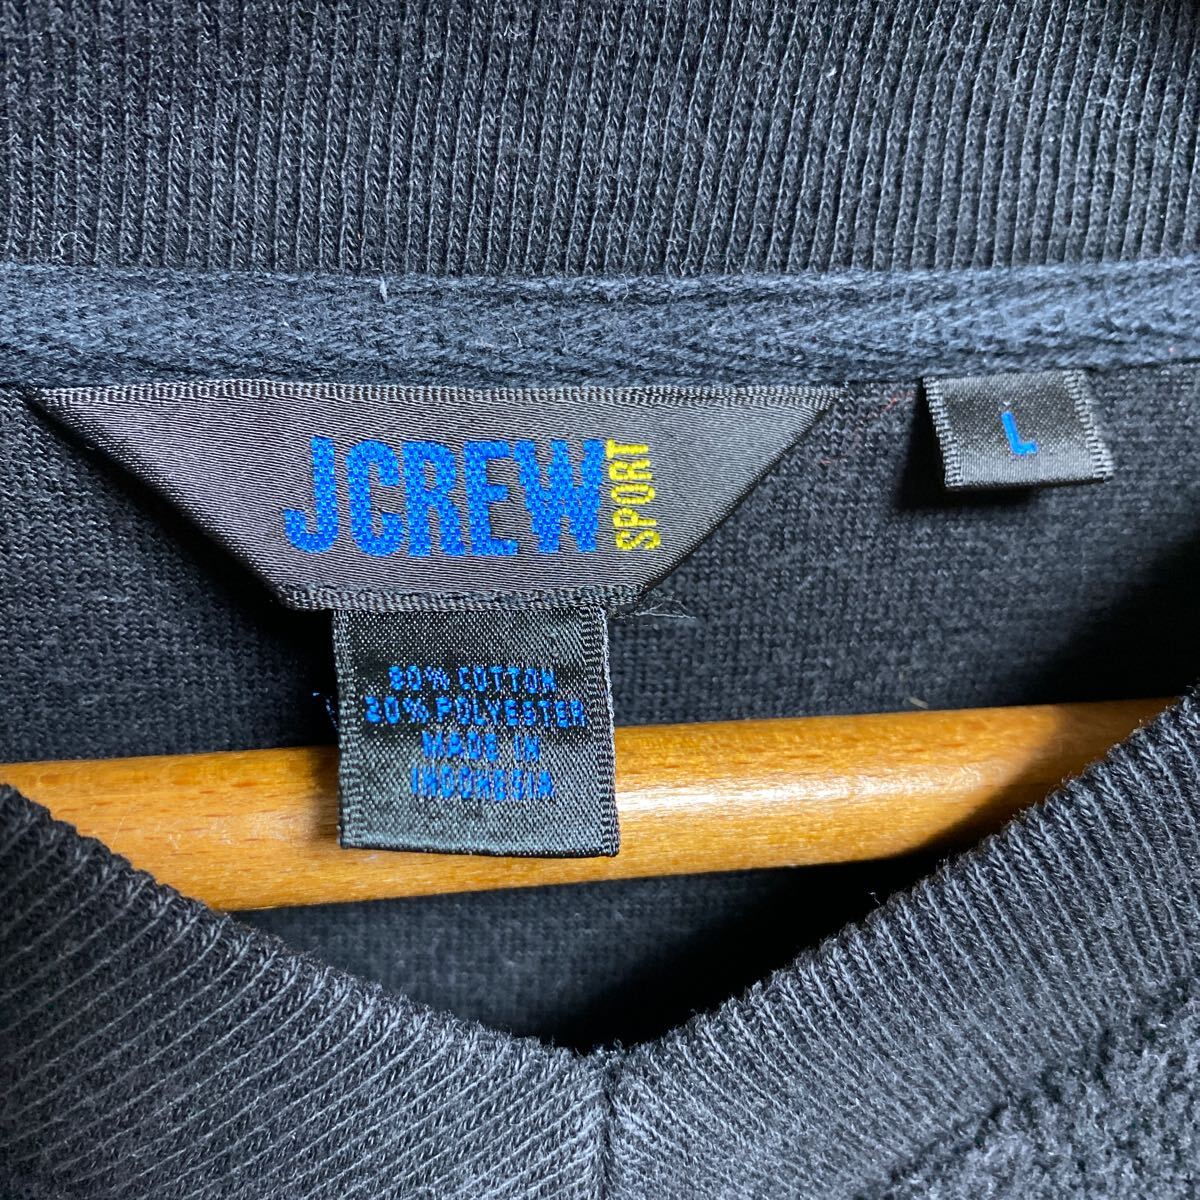 JCREW SPORT
L
80% COTTON
20% POLYESTER
MADE IN
INDONESIA